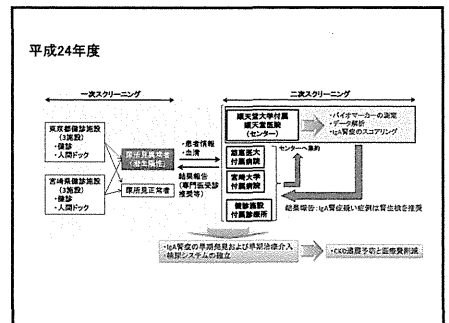 平成24年度
一次スクリーニング
二次スクリーニング
東京都健診施設
(3施設)
・健診
・人間ドック
宮崎県健診施設
(3施設)
・健診
・人間ドック
尿所見異常者
尿所見正常者
・患者情報
・血清
結果報告
(専門医受診
推奨等)
順天堂大学付属
順天堂医院
(センター)
・バイオマーカーの測定
・データ解析
・IgA腎症のスコアリング
慈恵医大
付属病院
宮崎大学
付属病院
健診施設
付属診療所
センターへ集約
結果報告:IgA腎症疑い症例は腎生検を推奨
・IgA腎症の早期発見および早期治療介入
・検尿システムの確立
・CKD進展予防と医療費削減